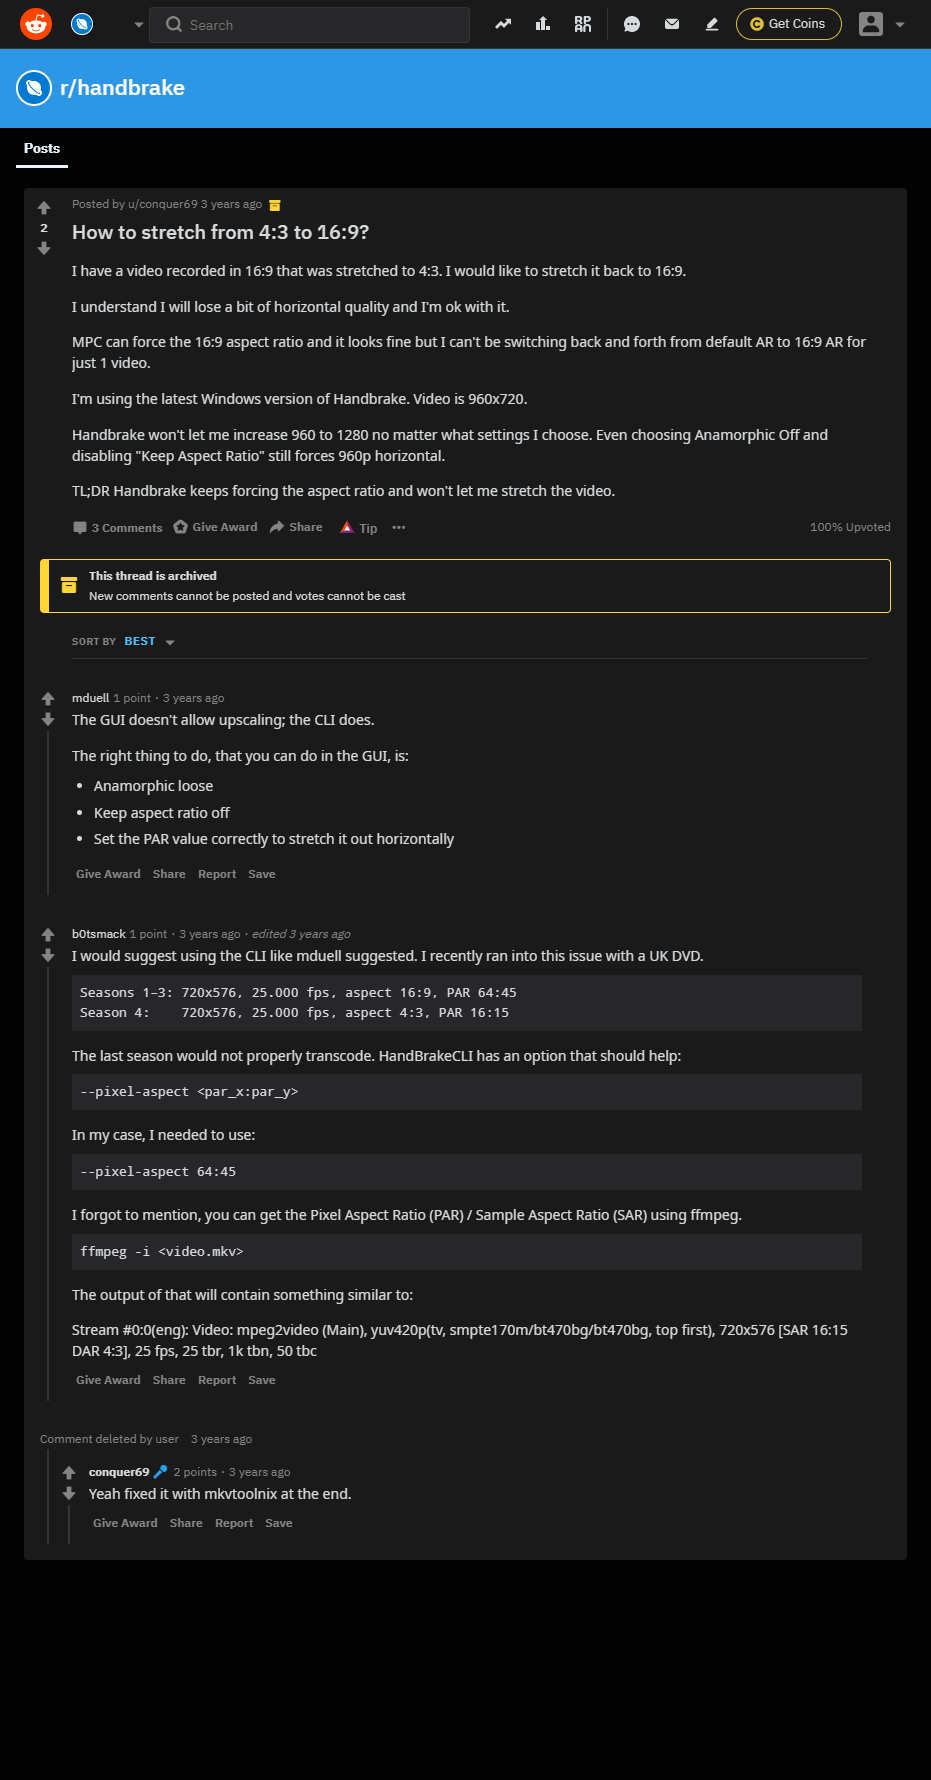 Search
RPAN
Get Coins
r/handbrake
Posts
Posted by u/conquer69 3 years ago
2
How to stretch from 4:3 to 16:9?
I have a video recorded in 16:9 that was stretched to 4:3. I would like to stretch it back to 16:9.
I understand I will lose a bit of horizontal quality and I'm ok with it.
MPC can force the 16:9 aspect ratio and it looks fine but I can't be switching back and forth from default AR to 16:9 AR for
just 1 video.
I'm using the latest Windows version of Handbrake. Video is 960x720.
Handbrake won't let me increase 960 to 1280 no matter what settings I choose. Even choosing Anamorphic Off and
disabling "Keep Aspect Ratio" still forces 960p horizontal.
TL;DR Handbrake keeps forcing the aspect ratio and won't let me stretch the video.
3 Comments Give Award Share Tip 100% Upvoted
This thread is archived
New comments cannot be posted and votes cannot be cast
SORT BY BEST
mduell 1 point · 3 years ago
The GUI doesn't allow upscaling; the CLI does.
The right thing to do, that you can do in the GUI, is:
• Anamorphic loose
• Keep aspect ratio off
• Set the PAR value correctly to stretch it out horizontally
Give Award Share Report Save
b0tsmack 1 point · 3 years ago · edited 3 years ago
I would suggest using the CLI like mduell suggested. I recently ran into this issue with a UK DVD.
Seasons 1-3: 720x576, 25.000 fps, aspect 16:9, PAR 64:45
Season 4: 720x576, 25.000 fps, aspect 4:3, PAR 16:15
The last season would not properly transcode. HandBrakeCLI has an option that should help:
--pixel-aspect <par_x:par_y>
In my case, I needed to use:
--pixel-aspect 64:45
I forgot to mention, you can get the Pixel Aspect Ratio (PAR) / Sample Aspect Ratio (SAR) using ffmpeg.
ffmpeg -i <video.mkv>
The output of that will contain something similar to:
Stream #0:0(eng): Video: mpeg2video (Main), yuv420p(tv, smpte170m/bt470bg/bt470bg, top first), 720x576 [SAR 16:15
DAR 4:3], 25 fps, 25 tbr, 1k tbn, 50 tbc
Give Award Share Report Save
Comment deleted by user 3 years ago
conquer69 2 points · 3 years ago
Yeah fixed it with mkvtoolnix at the end.
Give Award Share Report Save